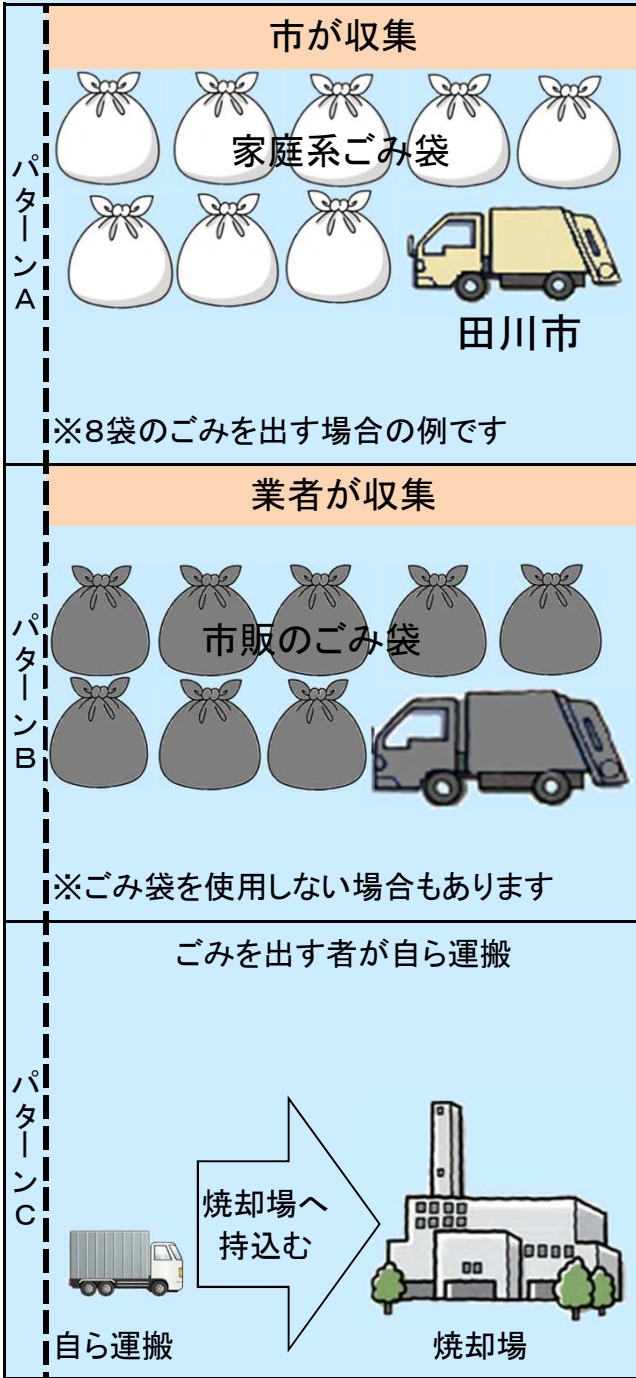 パターンA
市が収集
家庭系ごみ袋
田川市
※8袋のごみを出す場合の例です
パターンB
業者が収集
市販のごみ袋
※ごみ袋を使用しない場合もあります
パターンC
ごみを出す者が自ら運搬
焼却場へ
持込む
自ら運搬
焼却場